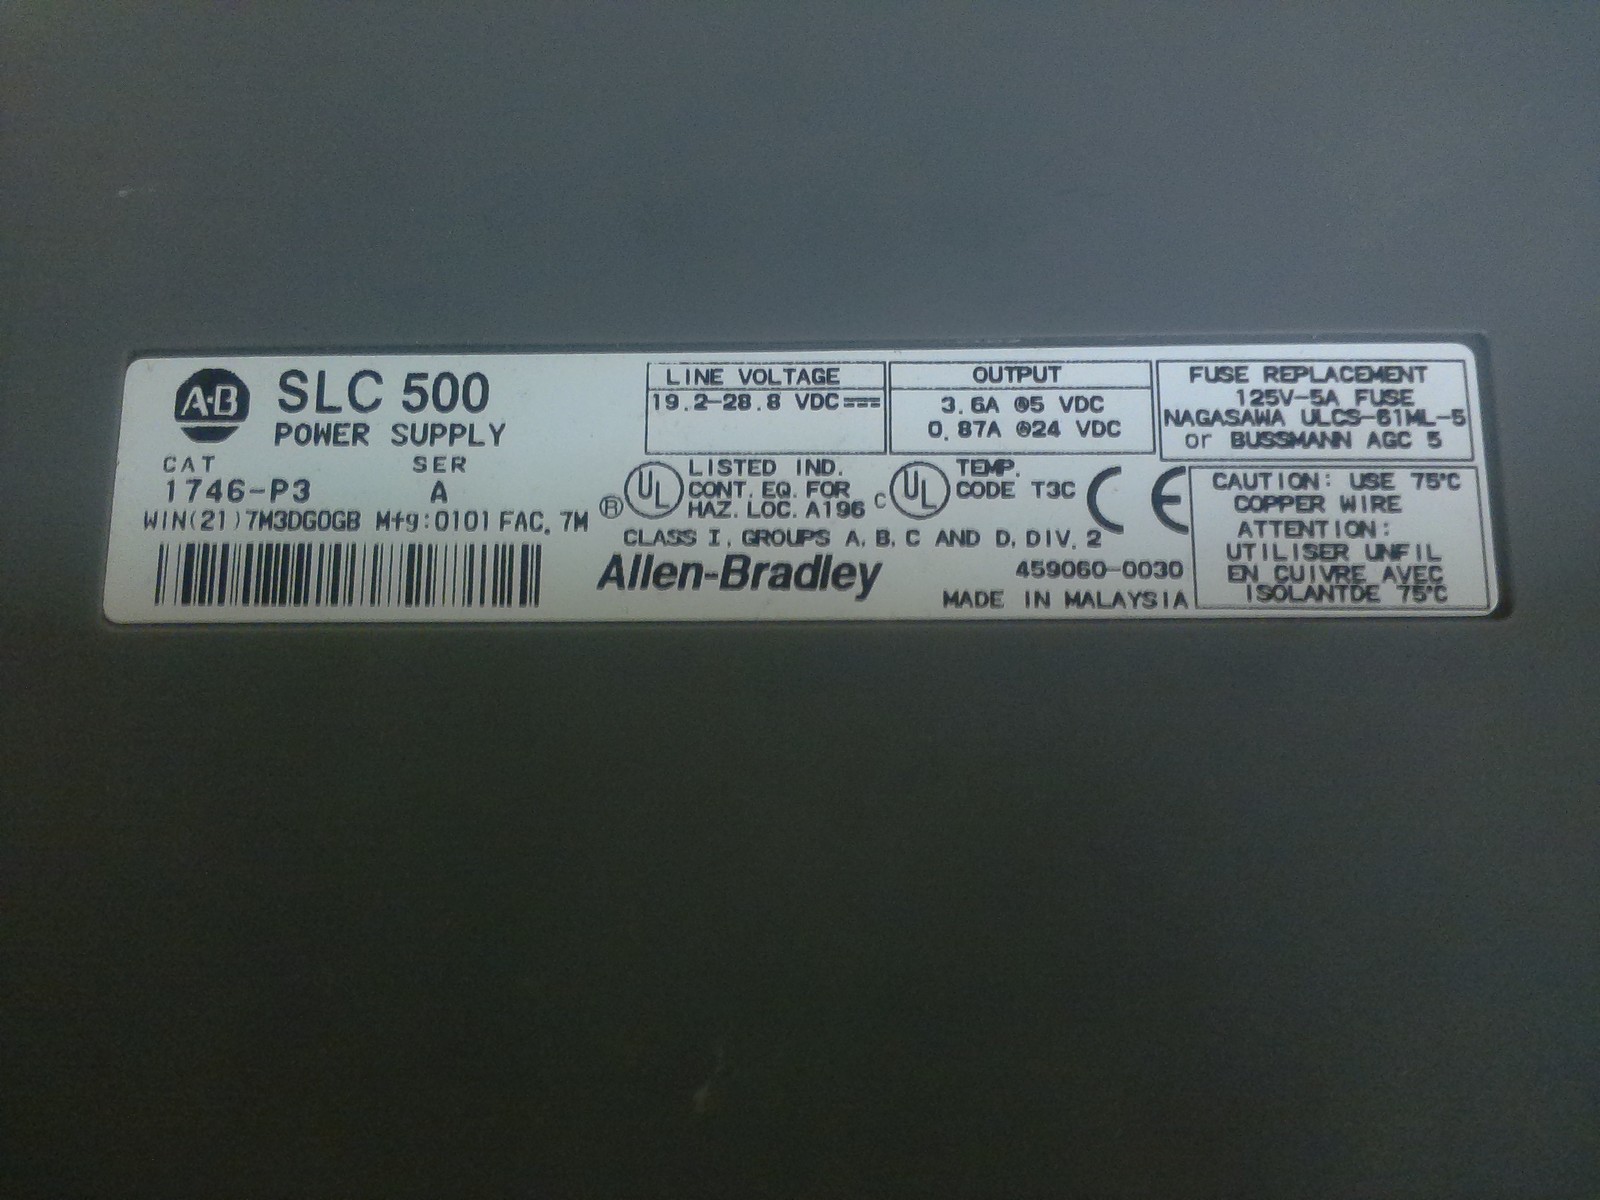 A-B
SLC 500
POWER SUPPLY
CAT SER
1746-P3 A
WIN(21)7M3DG0GB Mfg:0101 FAC. 7M
LINE VOLTAGE
19.2-28.8 VDC
OUTPUT
3.6A @5 VDC
0.87A @24 VDC
FUSE REPLACEMENT
125V-5A FUSE
NAGASAWA ULCS-61ML-5
or BUSSMANN AGC 5
® UL LISTED IND.
CONT. EQ. FOR
HAZ. LOC. A196
C UL TEMP.
CODE T3C
CE
CLASS I, GROUPS A, B, C AND D, DIV. 2
Allen-Bradley
459060-0030
MADE IN MALAYSIA
CAUTION: USE 75°C
COPPER WIRE
ATTENTION:
UTILISER UNFIL
EN CUIVRE AVEC
ISOLANTDE 75°C